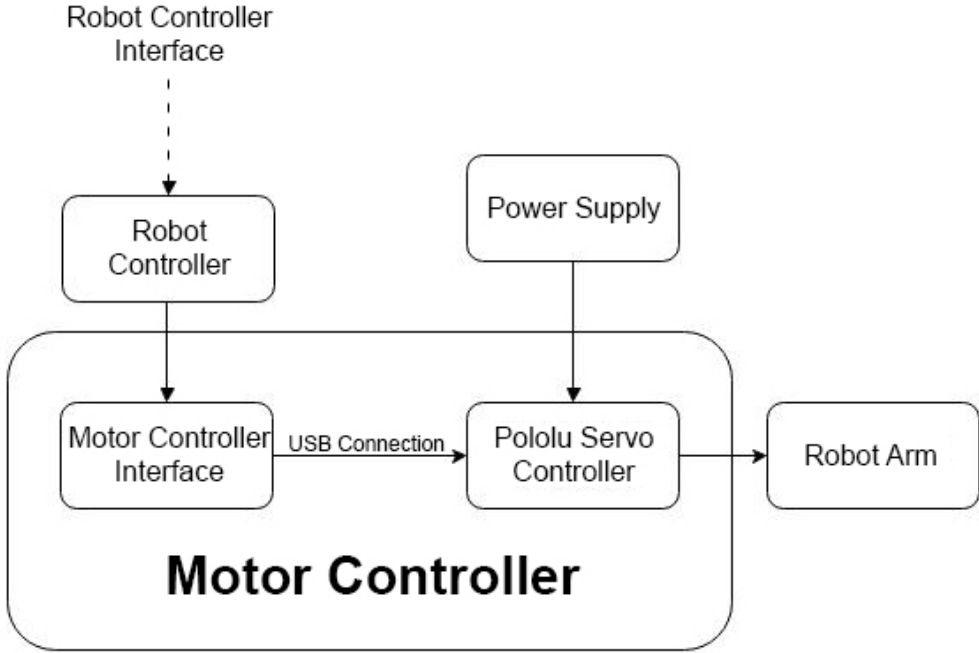 Robot Controller
Interface
Robot
Controller
Power Supply
Motor Controller
Interface
USB Connection
Pololu Servo
Controller
Robot Arm
Motor Controller